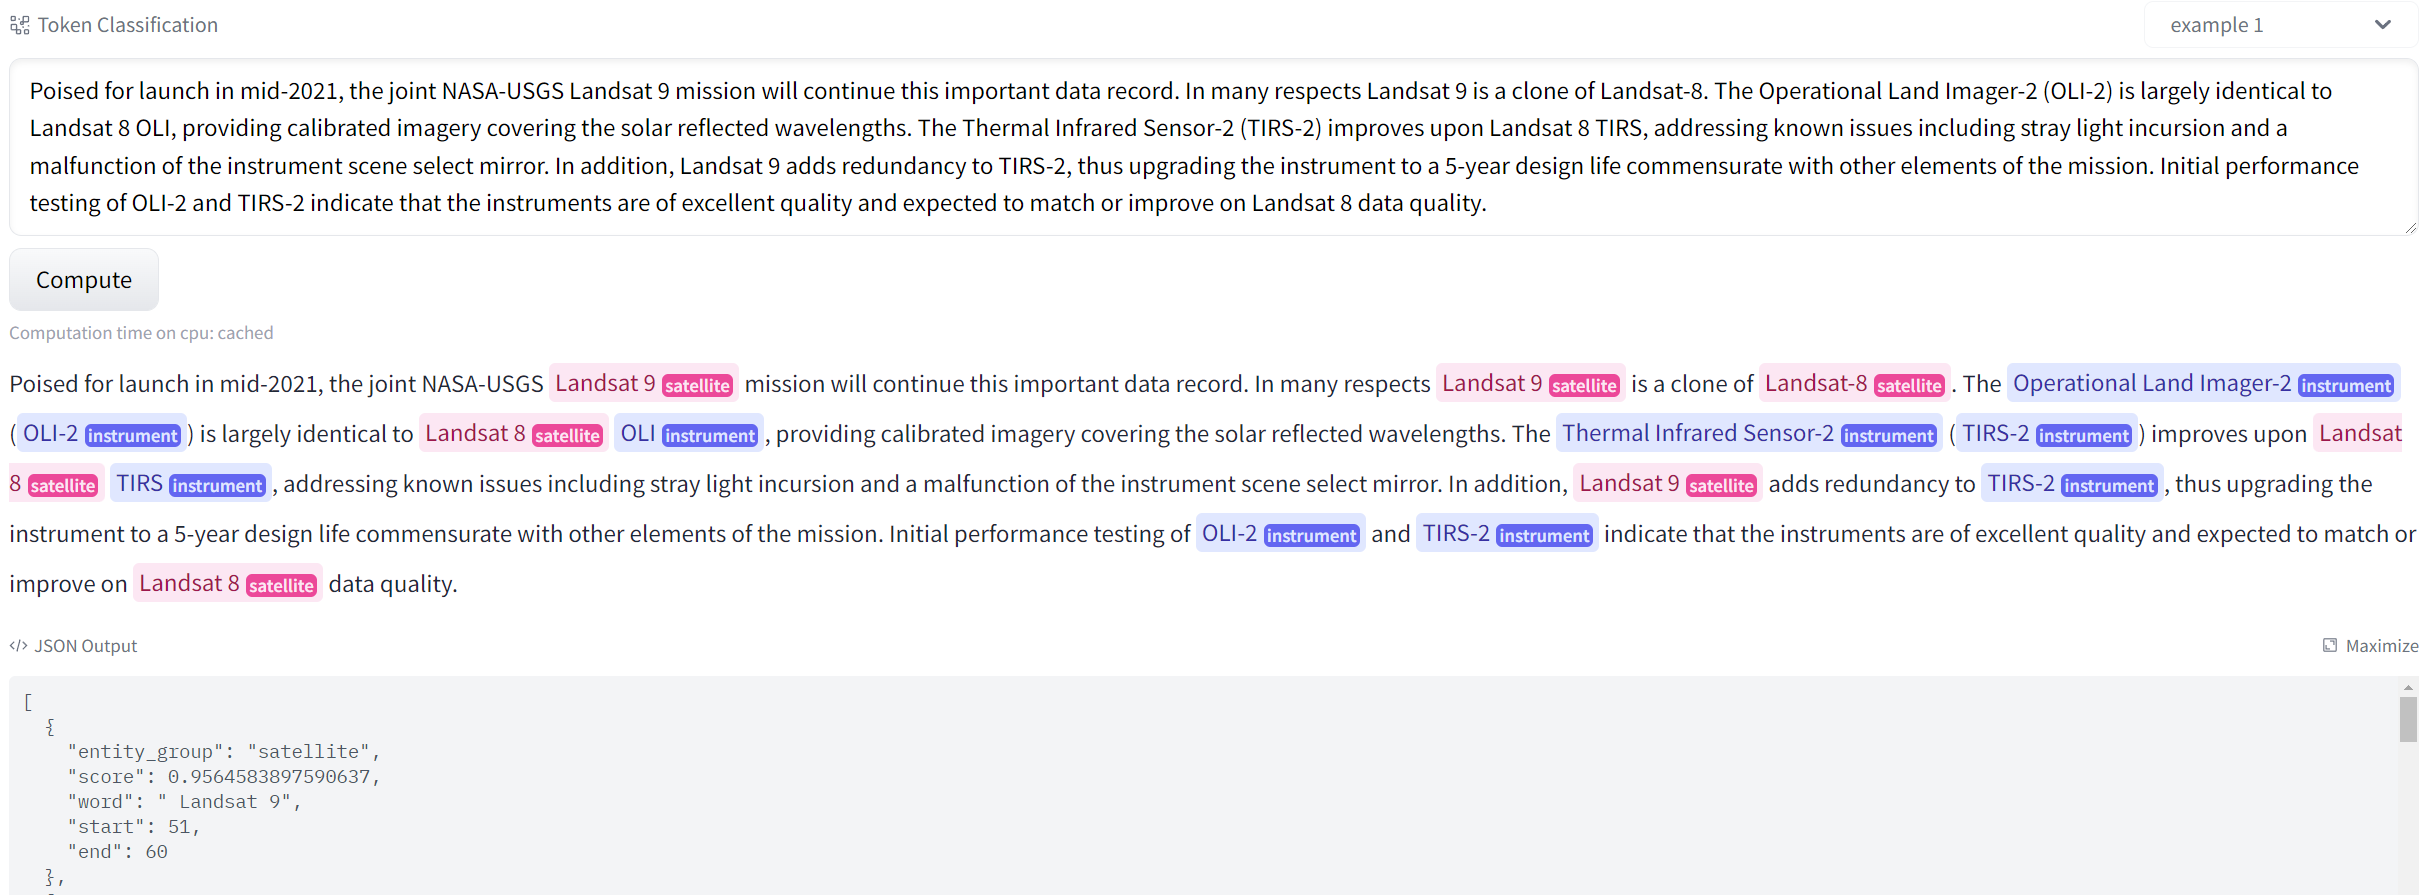 Token Classification
example 1
Poised for launch in mid-2021, the joint NASA-USGS Landsat 9 mission will continue this important data record. In many respects Landsat 9 is a clone of Landsat-8. The Operational Land Imager-2 (OLI-2) is largely identical to
Landsat 8 OLI, providing calibrated imagery covering the solar reflected wavelengths. The Thermal Infrared Sensor-2 (TIRS-2) improves upon Landsat 8 TIRS, addressing known issues including stray light incursion and a
malfunction of the instrument scene select mirror. In addition, Landsat 9 adds redundancy to TIRS-2, thus upgrading the instrument to a 5-year design life commensurate with other elements of the mission. Initial performance
testing of OLI-2 and TIRS-2 indicate that the instruments are of excellent quality and expected to match or improve on Landsat 8 data quality.
Compute
Computation time on cpu: cached
Poised for launch in mid-2021, the joint NASA-USGS Landsat 9 satellite mission will continue this important data record. In many respects Landsat 9 satellite is a clone of Landsat-8 satellite . The Operational Land Imager-2 instrument
( OLI-2 instrument ) is largely identical to Landsat 8 satellite OLI instrument , providing calibrated imagery covering the solar reflected wavelengths. The Thermal Infrared Sensor-2 instrument ( TIRS-2 instrument ) improves upon Landsat
8 satellite TIRS instrument , addressing known issues including stray light incursion and a malfunction of the instrument scene select mirror. In addition, Landsat 9 satellite adds redundancy to TIRS-2 instrument , thus upgrading the
instrument to a 5-year design life commensurate with other elements of the mission. Initial performance testing of OLI-2 instrument and TIRS-2 instrument indicate that the instruments are of excellent quality and expected to match or
improve on Landsat 8 satellite data quality.
</> JSON Output
Maximize
[
{
"entity_group": "satellite",
"score": 0.9564583897590637,
"word": " Landsat 9",
"start": 51,
"end": 60
},